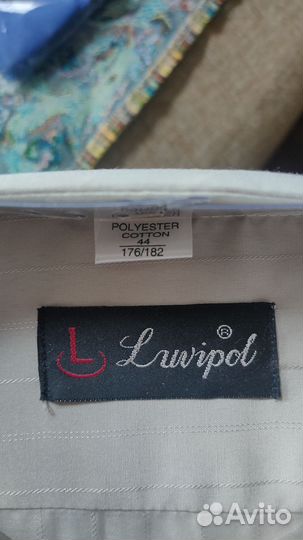 POLYESTER
COTTON
44
176/182
L Luvipol ®
Avito